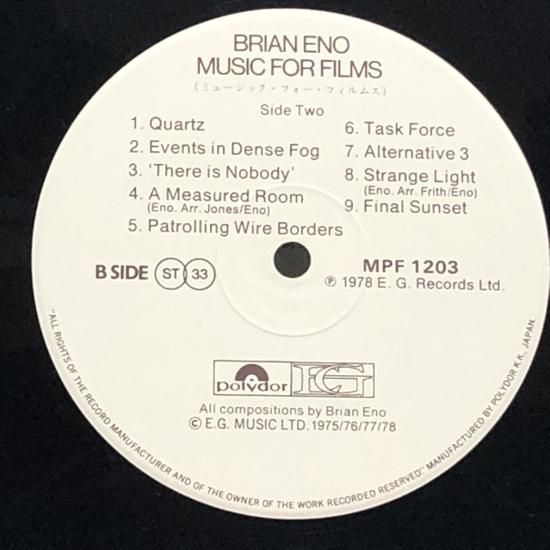 BRIAN ENO
MUSIC FOR FILMS
(ミュージック・フォー・フィルムス)
Side Two
1. Quartz
2. Events in Dense Fog
3. ‘There is Nobody’
4. A Measured Room
(Eno. Arr. Jones/Eno)
5. Patrolling Wire Borders
6. Task Force
7. Alternative 3
8. Strange Light
(Eno. Arr. Frith/Eno)
9. Final Sunset
B SIDE ST 33
MPF 1203
Ⓟ 1978 E. G. Records Ltd.
polydor EG
All compositions by Brian Eno
© E.G. MUSIC LTD. 1975/76/77/78
"ALL RIGHTS OF THE RECORD MANUFACTURER AND OF THE OWNER OF THE WORK RECORDED RESERVED" MANUFACTURED BY POLYDOR K.K., JAPAN.